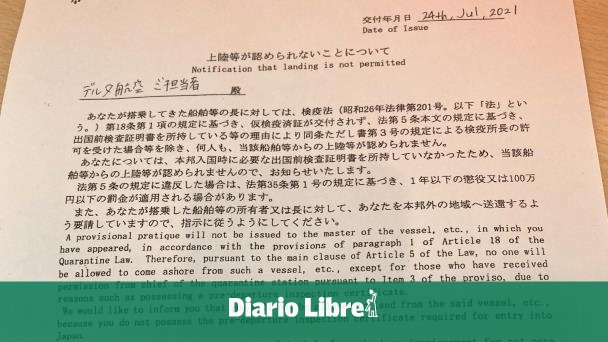 交付年月日 24th, Jul, 2021
Date of Issue
上陸等が認められないことについて
Notification that landing is not permitted
デルタ航空 ご担当者 殿
あなたが搭乗してきた船舶等の長に対しては、検疫法（昭和26年法律第201号。以下「法」とい
う。）第18条第１項の規定に基づき、仮検疫済証が交付されず、法第５条本文の規定に基づき、
出国前検査証明書を所持している等の理由により同条ただし書第３号の規定による検疫所長の許
可を受けた場合等を除き、何人も、当該船舶等からの上陸等が認められません。
あなたについては、本邦入国時に必要な出国前検査証明書を所持していなかったため、当該船
舶等からの上陸等が認められませんので、お知らせいたします。
法第５条の規定に違反した場合は、法第35条第１号の規定に基づき、１年以下の懲役又は100万
円以下の罰金が適用される場合があります。
また、あなたが搭乗した船舶等の所有者又は長に対して、あなたを本邦外の地域へ送還するよ
う要請していますので、指示に従うようにしてください。
A provisional pratique will not be issued to the master of the vessel, etc., in which you
have appeared, in accordance with the provisions of paragraph 1 of Article 18 of the
Quarantine Law. Therefore, pursuant to the main clause of Article 5 of the Law, no one will
be allowed to come ashore from such a vessel, etc., except for those who have received
permission from chief of the quarantine station pursuant to Item 3 of the proviso, due to
reasons such as possessing a pre-departure inspection certificate.
We would like to inform you that and from the said vessel, etc.,
because you do not possess the pre-departure inspection certificate required for entry into
Japan.
Diario Libre